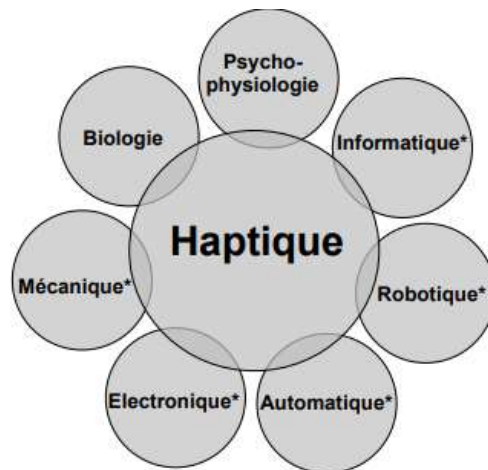 Psycho-
physiologie
Biologie
Informatique*
Haptique
Mécanique*
Robotique*
Electronique*
Automatique*